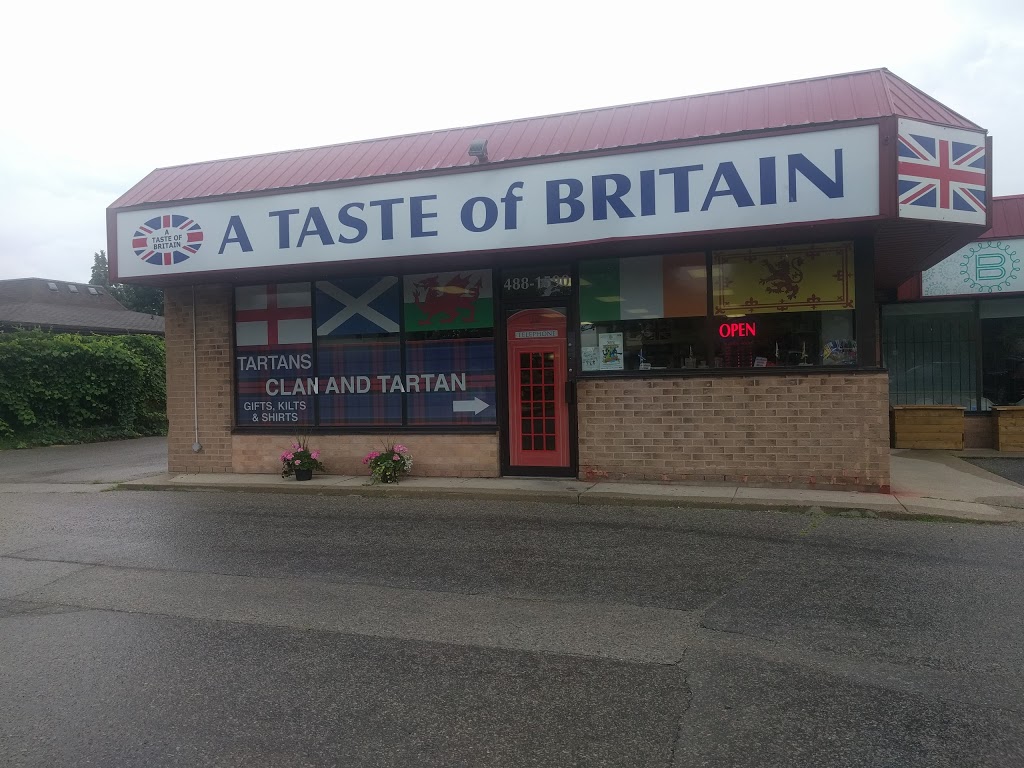 A
TASTE OF
BRITAIN
A TASTE of BRITAIN
TELEPHONE
OPEN
TARTANS
CLAN AND TARTAN
GIFTS, KILTS
& SHIRTS
B